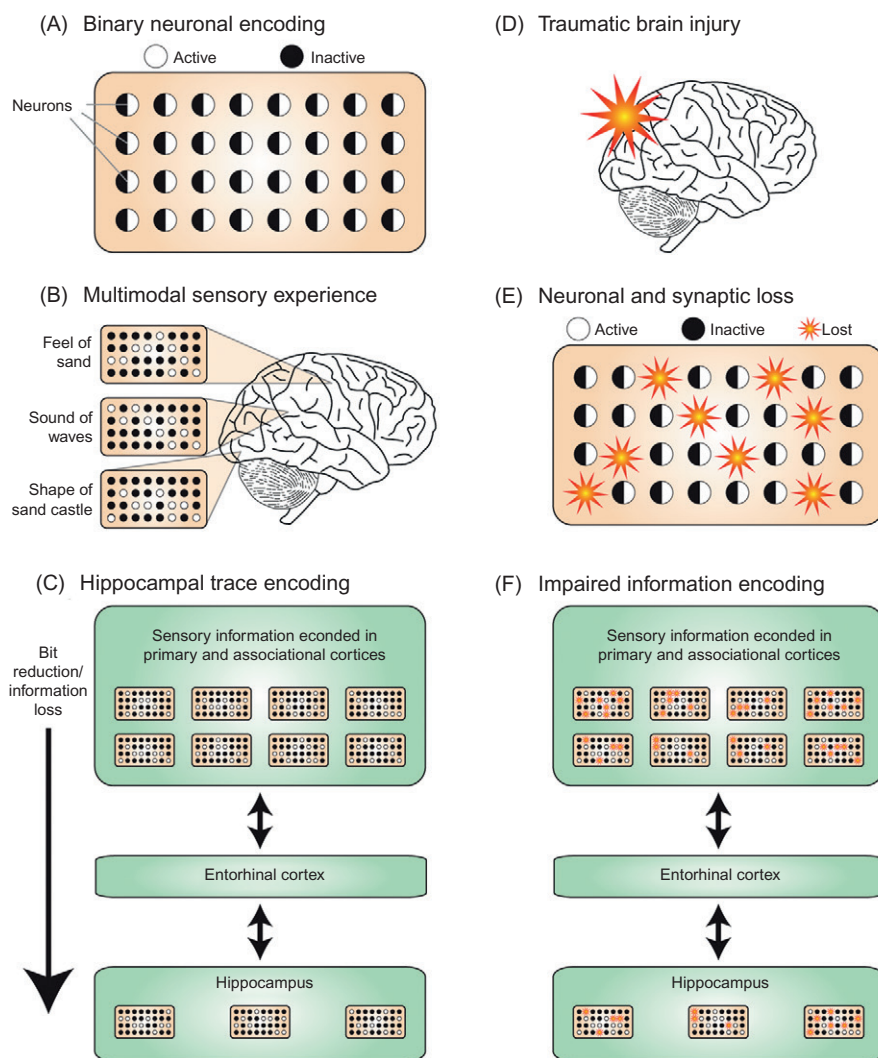 (A) Binary neuronal encoding
Active
Inactive
Neurons
(B) Multimodal sensory experience
Feel of
sand
Sound of
waves
Shape of
sand castle
(C) Hippocampal trace encoding
Bit
reduction/
information
loss
Sensory information econded in
primary and associational cortices
Entorhinal cortex
Hippocampus
(D) Traumatic brain injury
(E) Neuronal and synaptic loss
Active
Inactive
Lost
(F) Impaired information encoding
Sensory information econded in
primary and associational cortices
Entorhinal cortex
Hippocampus